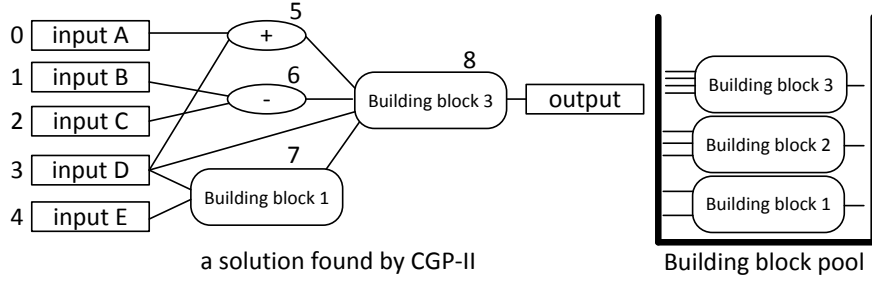 5
0 input A +
6 8
1 input B Building block 3
- Building block 3 output
2 input C
7 Building block 2
3 input D
Building block 1 Building block 1
4 input E
a solution found by CGP-II Building block pool